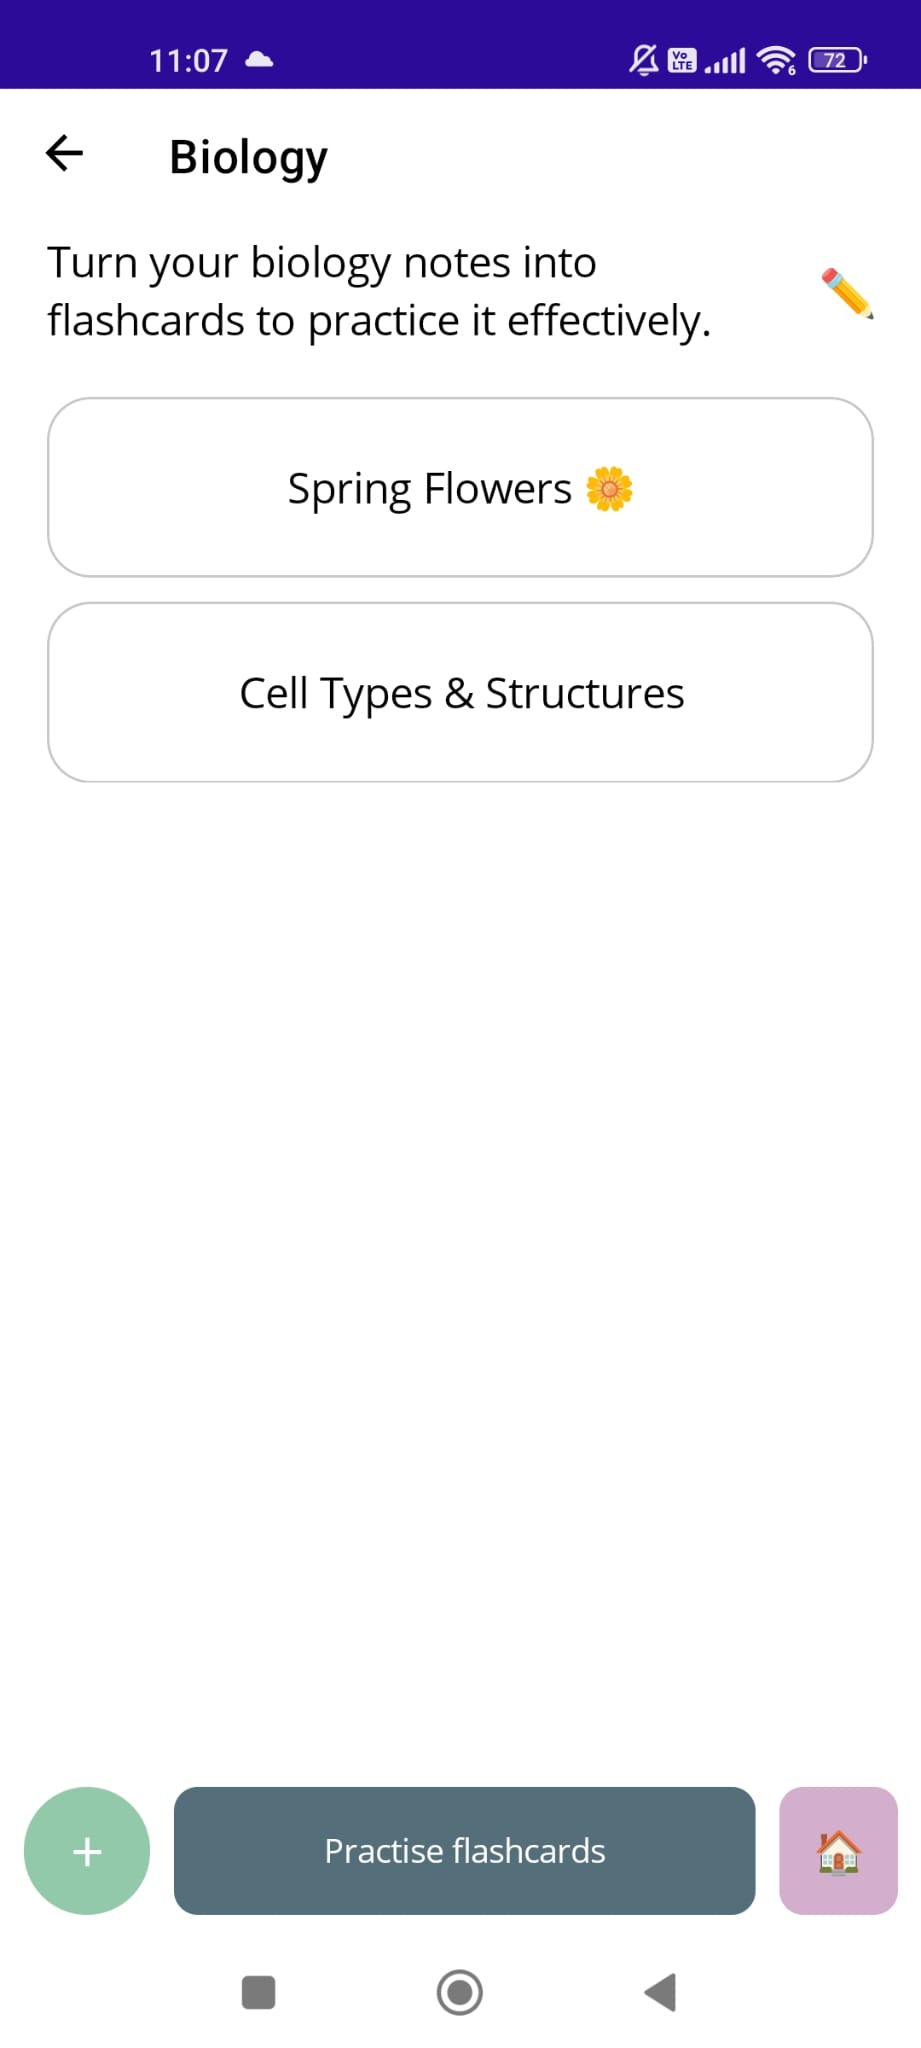 11:07
Vo LTE
6
72
Biology
Turn your biology notes into
flashcards to practice it effectively.
Spring Flowers 🌼
Cell Types & Structures
+
Practise flashcards